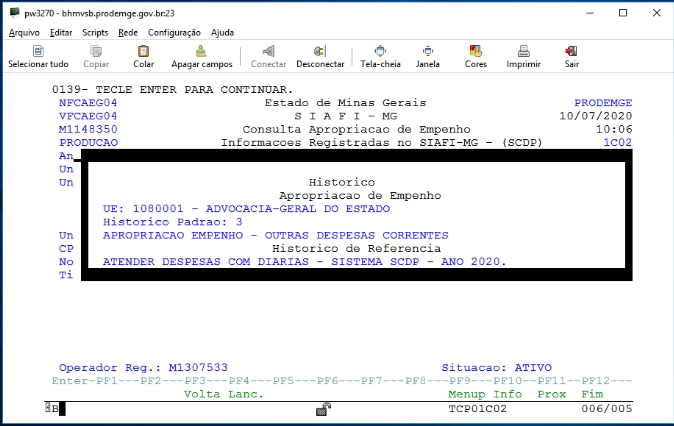 pw3270 - bhmvsb.prodemge.gov.br:23
Arquivo Editar Scripts Rede Configuração Ajuda
Selecionar tudo Copiar Colar Apagar campos Conectar Desconectar Tela-cheia Janela Cores Imprimir Sair
0139- TECLE ENTER PARA CONTINUAR.
NFCAEG04 Estado de Minas Gerais PRODEMGE
VFCAEG04 S I A F I - MG 10/07/2020
M1148350 Consulta Apropriacao de Empenho 10:06
PRODUCAO Informacoes Registradas no SIAFI-MG - (SCDP) 1C02
An
Un
Un Historico
Apropriacao de Empenho
UE: 1080001 - ADVOCACIA-GERAL DO ESTADO
Historico Padrao: 3
Un APROPRIACAO EMPENHO - OUTRAS DESPESAS CORRENTES
CP Historico de Referencia
No ATENDER DESPESAS COM DIARIAS - SISTEMA SCDP - ANO 2020.
Ti
Operador Reg.: M1307533 Situacao: ATIVO
Enter-PF1---PF2---PF3---PF4---PF5---PF6---PF7---PF8---PF9---PF10--PF11--PF12---
Volta Lanc. Menup Info Prox Fim
B TCP01C02 006/005